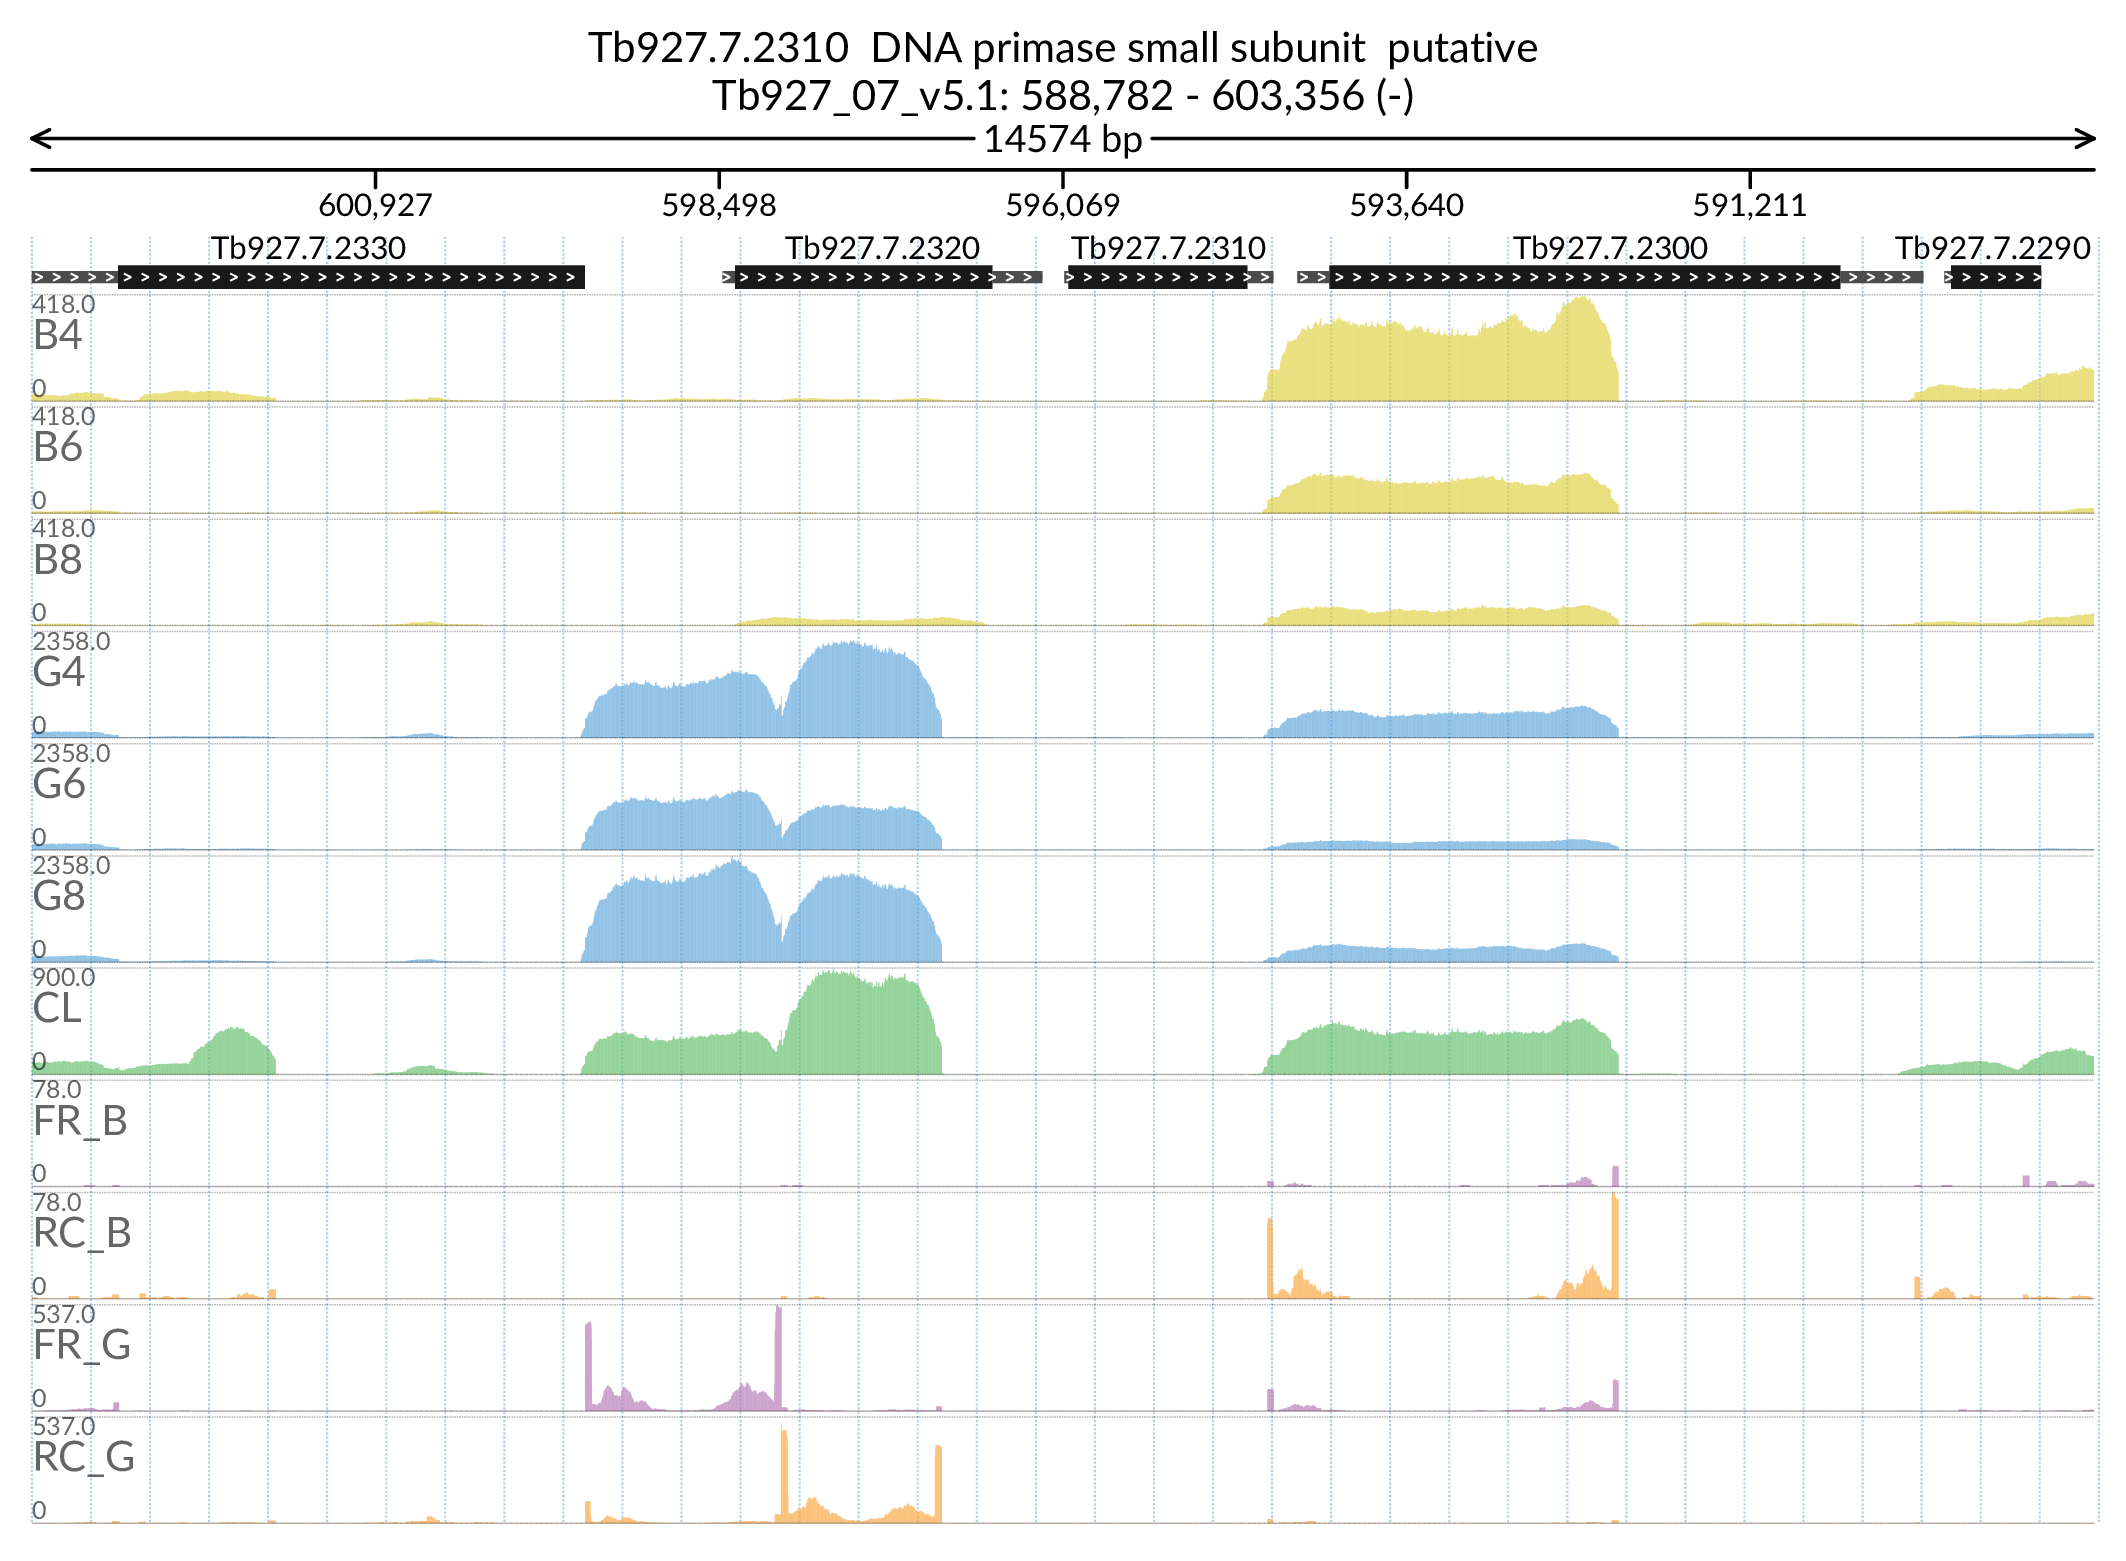 Tb927.7.2310 DNA primase small subunit putative
Tb927_07_v5.1: 588,782 - 603,356 (-)
14574 bp
600,927 598,498 596,069 593,640 591,211
Tb927.7.2330 Tb927.7.2320 Tb927.7.2310 Tb927.7.2300 Tb927.7.2290
418.0
B4
0
418.0
B6
0
418.0
B8
0
2358.0
G4
0
2358.0
G6
0
2358.0
G8
0
900.0
CL
0
78.0
FR_B
0
78.0
RC_B
0
537.0
FR_G
0
537.0
RC_G
0